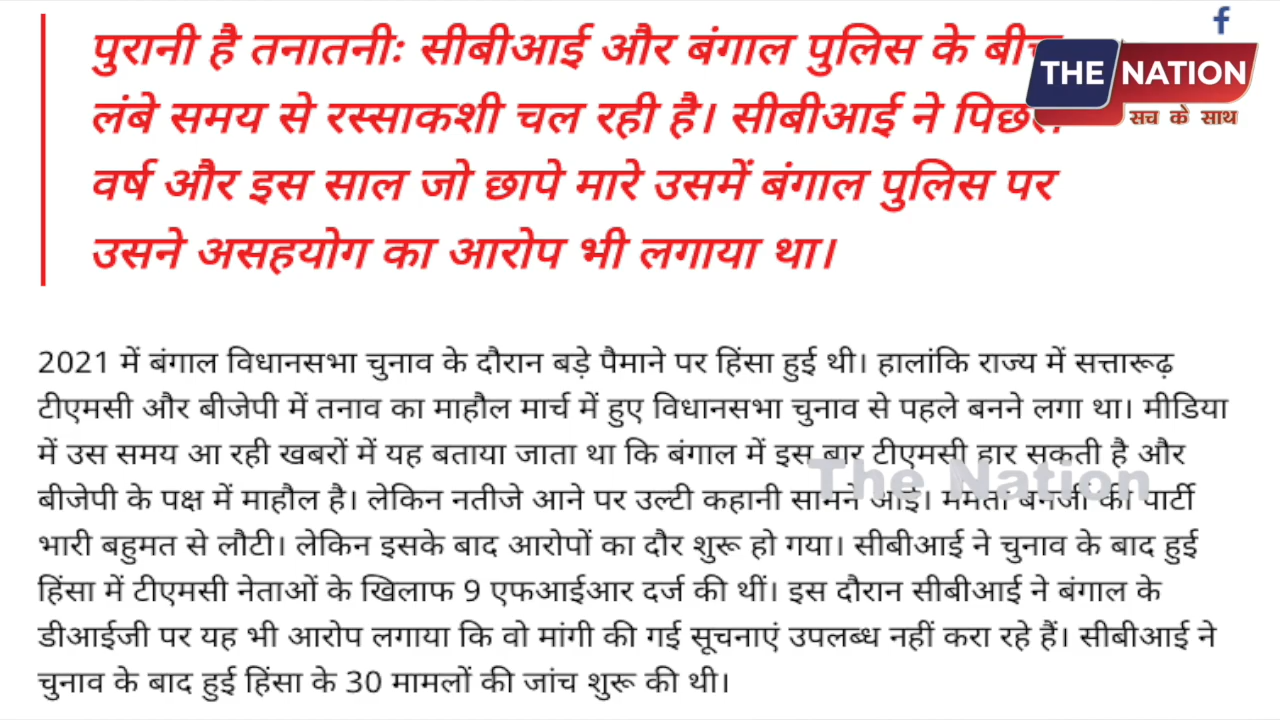 पुरानी है तनातनीः सीबीआई और बंगाल पुलिस के बीच
लंबे समय से रस्साकशी चल रही है। सीबीआई ने पिछले
वर्ष और इस साल जो छापे मारे उसमें बंगाल पुलिस पर
उसने असहयोग का आरोप भी लगाया था।
THE NATION
सच के साथ
2021 में बंगाल विधानसभा चुनाव के दौरान बड़े पैमाने पर हिंसा हुई थी। हालांकि राज्य में सत्तारूढ़
टीएमसी और बीजेपी में तनाव का माहौल मार्च में हुए विधानसभा चुनाव से पहले बनने लगा था। मीडिया
में उस समय आ रही खबरों में यह बताया जाता था कि बंगाल में इस बार टीएमसी हार सकती है और
बीजेपी के पक्ष में माहौल है। लेकिन नतीजे आने पर उल्टी कहानी सामने आई। ममता बनर्जी की पार्टी
The Nation
भारी बहुमत से लौटी। लेकिन इसके बाद आरोपों का दौर शुरू हो गया। सीबीआई ने चुनाव के बाद हुई
हिंसा में टीएमसी नेताओं के खिलाफ 9 एफआईआर दर्ज की थीं। इस दौरान सीबीआई ने बंगाल के
डीआईजी पर यह भी आरोप लगाया कि वो मांगी की गई सूचनाएं उपलब्ध नहीं करा रहे हैं। सीबीआई ने
चुनाव के बाद हुई हिंसा के 30 मामलों की जांच शुरू की थी।